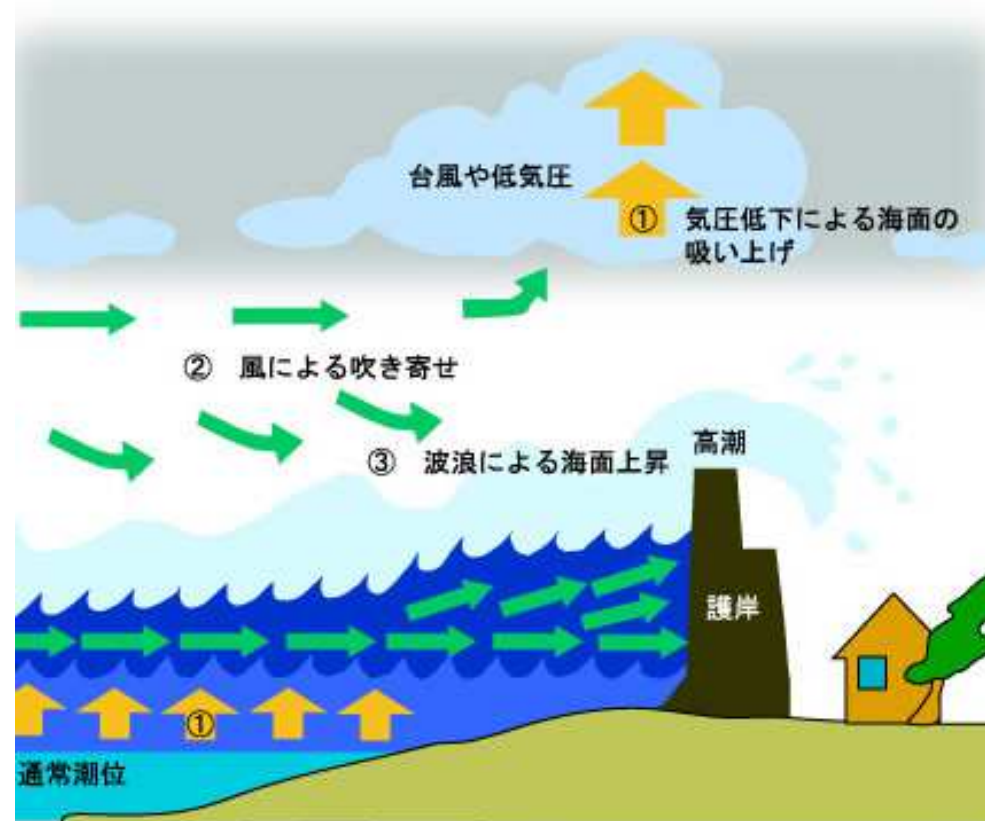 台風や低気圧
① 気圧低下による海面の
吸い上げ
② 風による吹き寄せ
③ 波浪による海面上昇
高潮
護岸
①
通常潮位